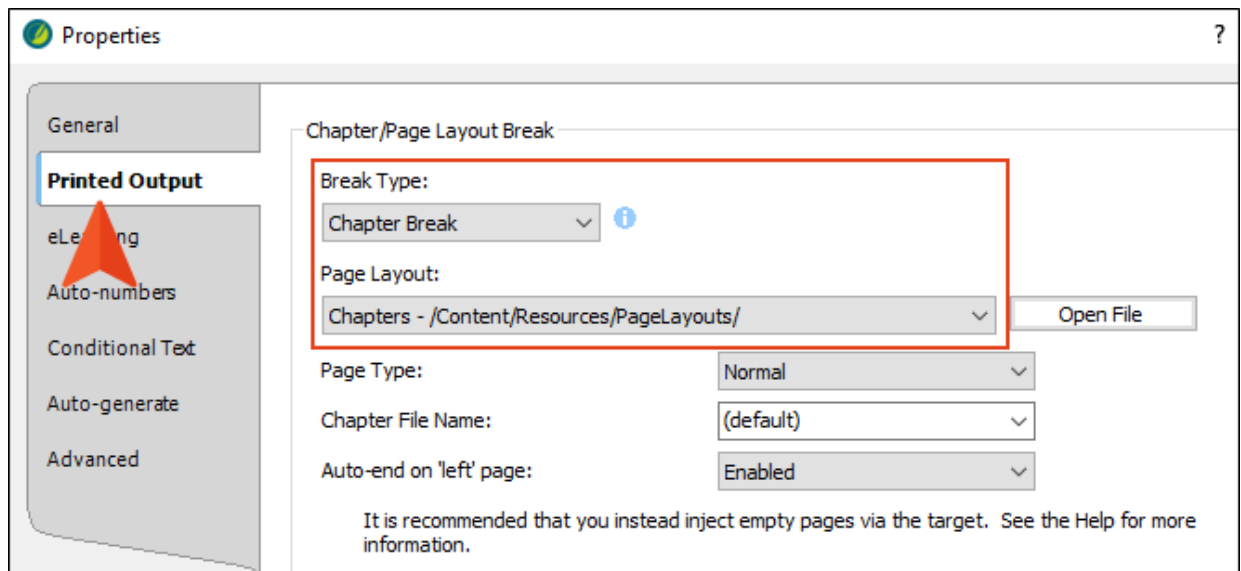 Properties
?
General
Printed Output
eLearning
Auto-numbers
Conditional Text
Auto-generate
Advanced
Chapter/Page Layout Break
Break Type:
Chapter Break
Page Layout:
Chapters - /Content/Resources/PageLayouts/
Open File
Page Type:
Normal
Chapter File Name:
(default)
Auto-end on 'left' page:
Enabled
It is recommended that you instead inject empty pages via the target. See the Help for more
information.